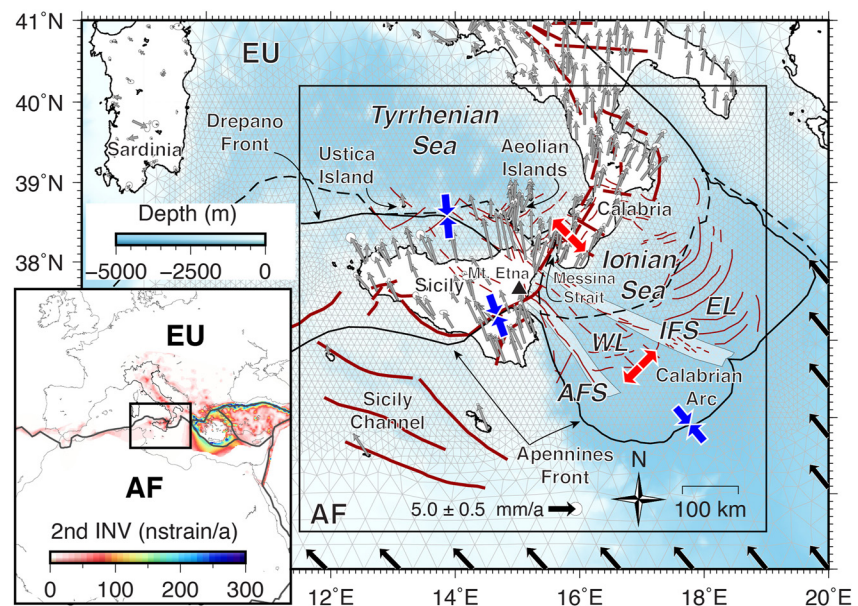 41°N
40°N
39°N
38°N
EU
Tyrrhenian
Sea
Drepano
Front
Sardinia
Ustica
Island
Aeolian
Islands
Calabria
Depth (m)
−5000 −2500 0
Sicily
Mt. Etna
Messina
Strait
Ionian
Sea
EL
IFS
WL
AFS
Calabrian
Arc
Sicily
Channel
Apennines
Front
N
AF
5.0 ± 0.5 mm/a
100 km
EU
AF
2nd INV (nstrain/a)
0 100 200 300
12°E 14°E 16°E 18°E 20°E